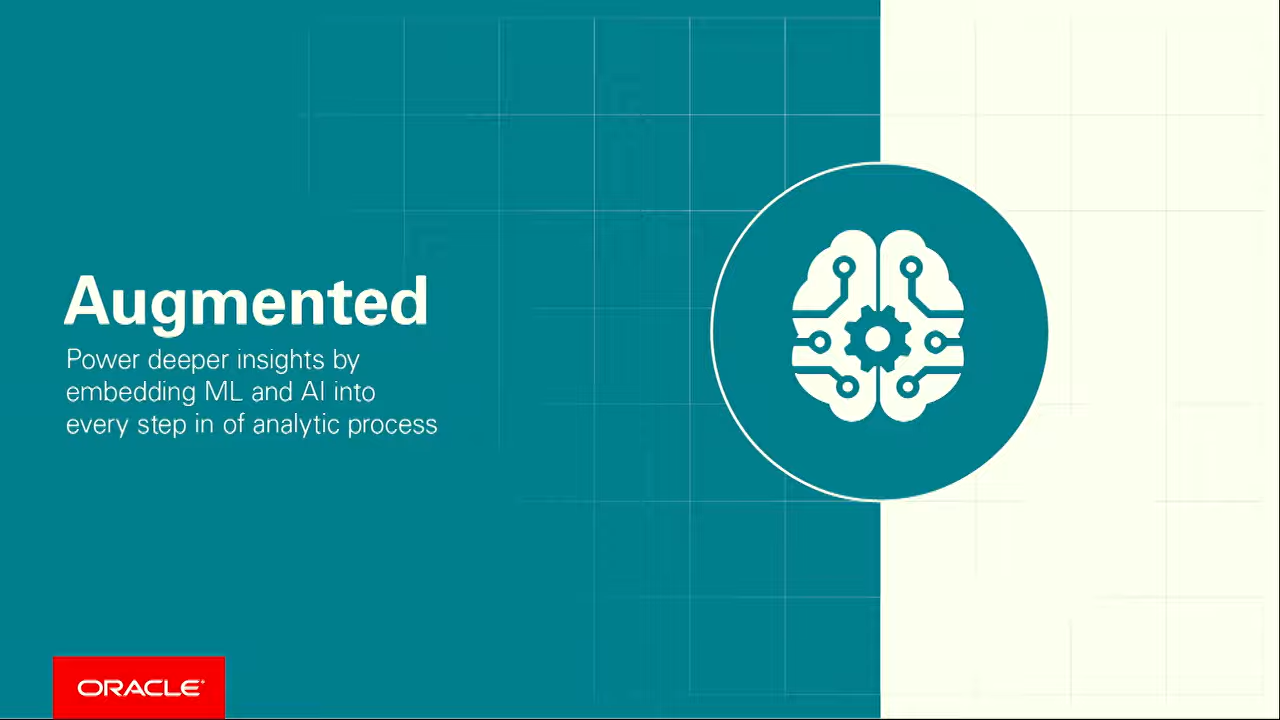 Augmented
Power deeper insights by
embedding ML and AI into
every step in of analytic process
ORACLE